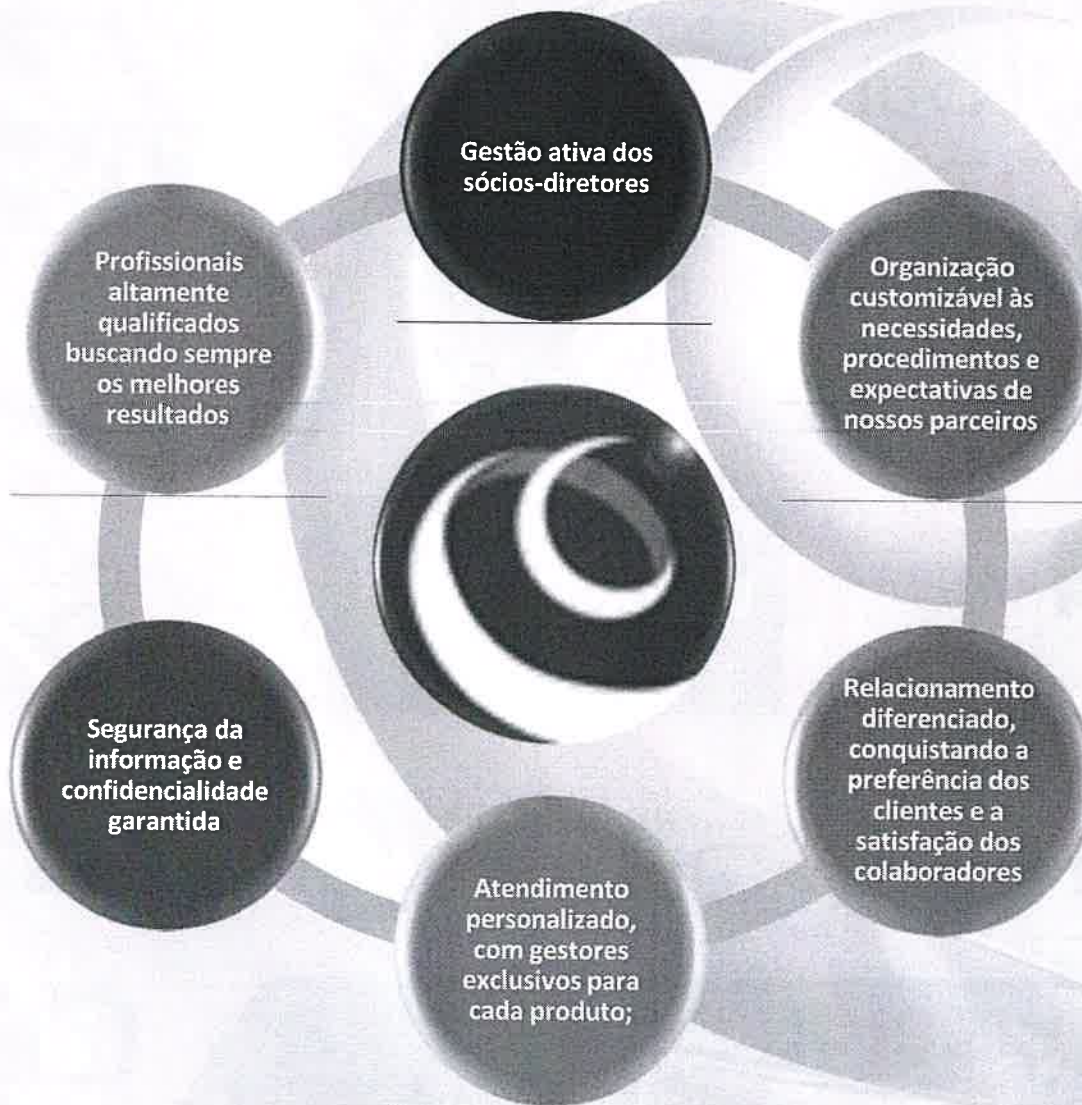 Gestão ativa dos
sócios-diretores
Organização
customizável às
necessidades,
procedimentos e
expectativas de
nossos parceiros
Relacionamento
diferenciado,
conquistando a
preferência dos
clientes e a
satisfação dos
colaboradores
Atendimento
personalizado,
com gestores
exclusivos para
cada produto;
Segurança da
informação e
confidencialidade
garantida
Profissionais
altamente
qualificados
buscando sempre
os melhores
resultados